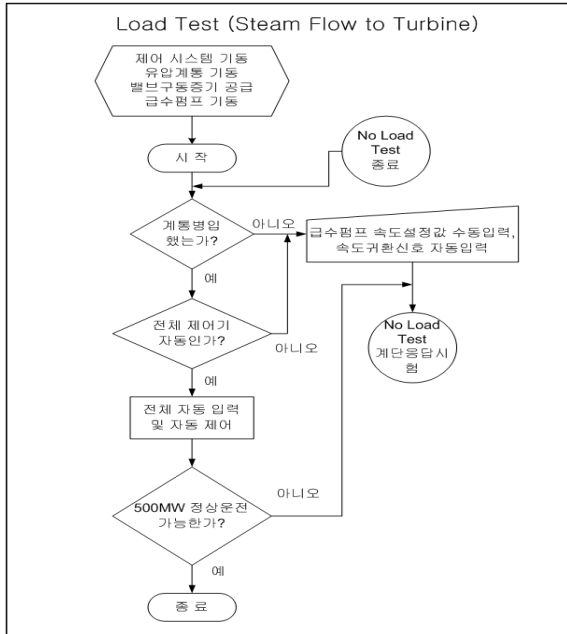 Load Test (Steam Flow to Turbine)
제어 시스템 기동
유압계통 기동
밸브구동증기 공급
급수펌프 기동
No Load
Test
종료
시 작
계통병입
했는가?
아니오
급수펌프 속도설정값 수동입력,
속도귀환신호 자동입력
예
No Load
Test
계단응답시
험
전체 제어기
자동인가?
아니오
예
전체 자동 입력
및 자동 제어
500MW 정상운전
가능한가?
아니오
예
종 료